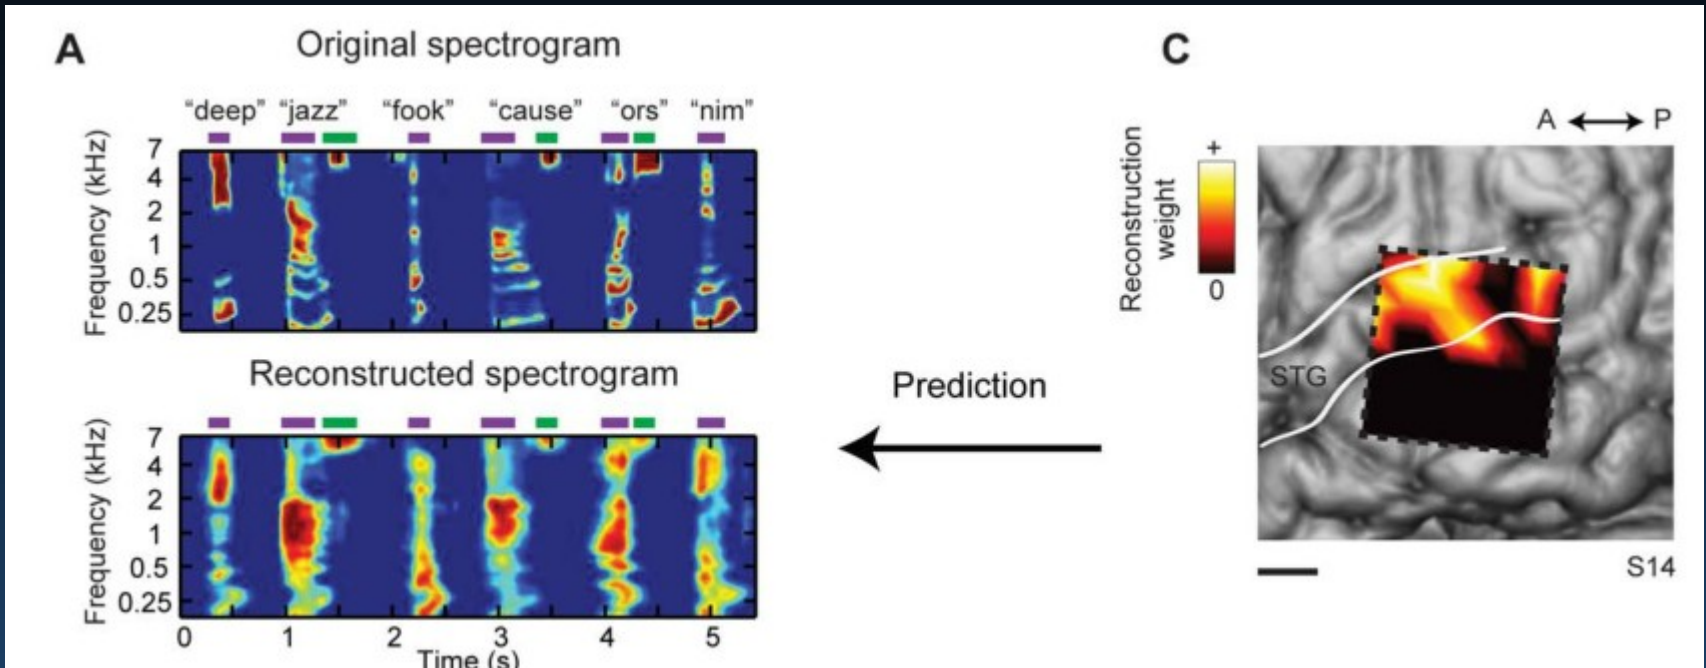 A
Original spectrogram
“deep” “jazz” “fook” “cause” “ors” “nim”
Frequency (kHz)
7
4
2
1
0.5
0.25
Reconstructed spectrogram
Frequency (kHz)
7
4
2
1
0.5
0.25
0 1 2 3 4 5
Time (s)
Prediction
C
A P
Reconstruction
weight
+
0
STG
S14